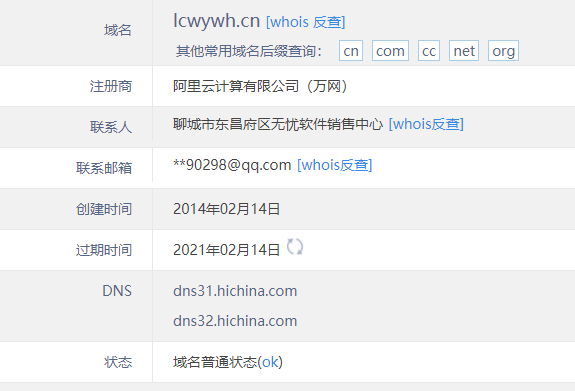 域名 lcwywh.cn [whois 反查]
其他常用域名后缀查询： cn com cc net org
注册商 阿里云计算有限公司（万网）
联系人 聊城市东昌府区无忧软件销售中心 [whois反查]
联系邮箱 **90298@qq.com [whois反查]
创建时间 2014年02月14日
过期时间 2021年02月14日
DNS dns31.hichina.com
dns32.hichina.com
状态 域名普通状态(ok)